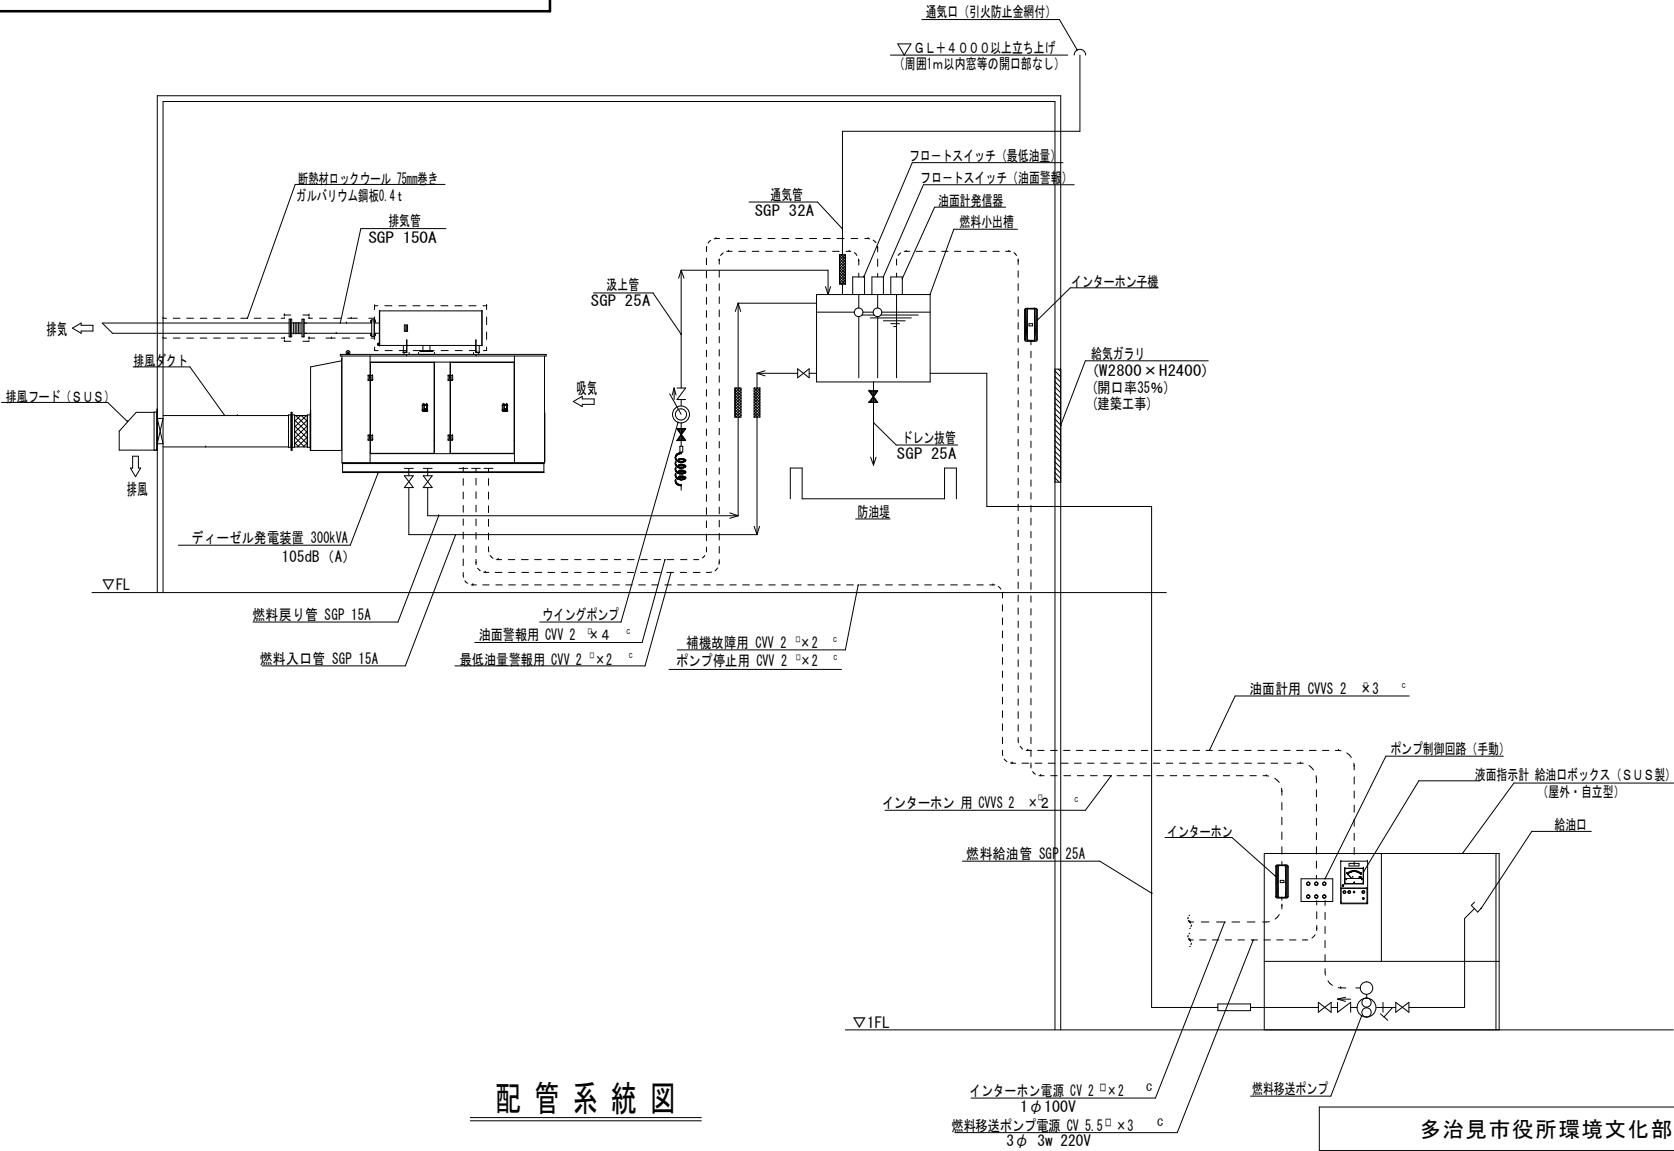 通気口（引火防止金網付）
▽GL＋4000以上立ち上げ
（周囲1m以内窓等の開口部なし）
フロートスイッチ（最低油量）
フロートスイッチ（油面警報）
油面計発信器
燃料小出槽
通気管
SGP 32A
断熱材ロックウール 75mm巻き
ガルバリウム鋼板0.4t
排気管
SGP 150A
汲上管
SGP 25A
インターホン子機
排気
排風ダクト
排風フード（SUS）
吸気
給気ガラリ
（W2800×H2400）
（開口率35%）
（建築工事）
ドレン抜管
SGP 25A
排風
防油堤
ディーゼル発電装置 300kVA
105dB（A）
▽FL
燃料戻り管 SGP 15A
ウイングポンプ
油面警報用 CVV 2 □×4 c
燃料入口管 SGP 15A
最低油量警報用 CVV 2 □×2 c
補機故障用 CVV 2 □×2 c
ポンプ停止用 CVV 2 □×2 c
油面計用 CVVS 2 □×3 c
ポンプ制御回路（手動）
液面指示計 給油口ボックス（SUS製）
（屋外・自立型）
インターホン 用 CVVS 2 ×□2 c
インターホン
給油口
燃料給油管 SGP 25A
▽1FL
インターホン電源 CV 2 □×2 c
1φ100V
燃料移送ポンプ電源 CV 5.5□×3 c
3φ 3w 220V
燃料移送ポンプ
配管系統図
多治見市役所環境文化部